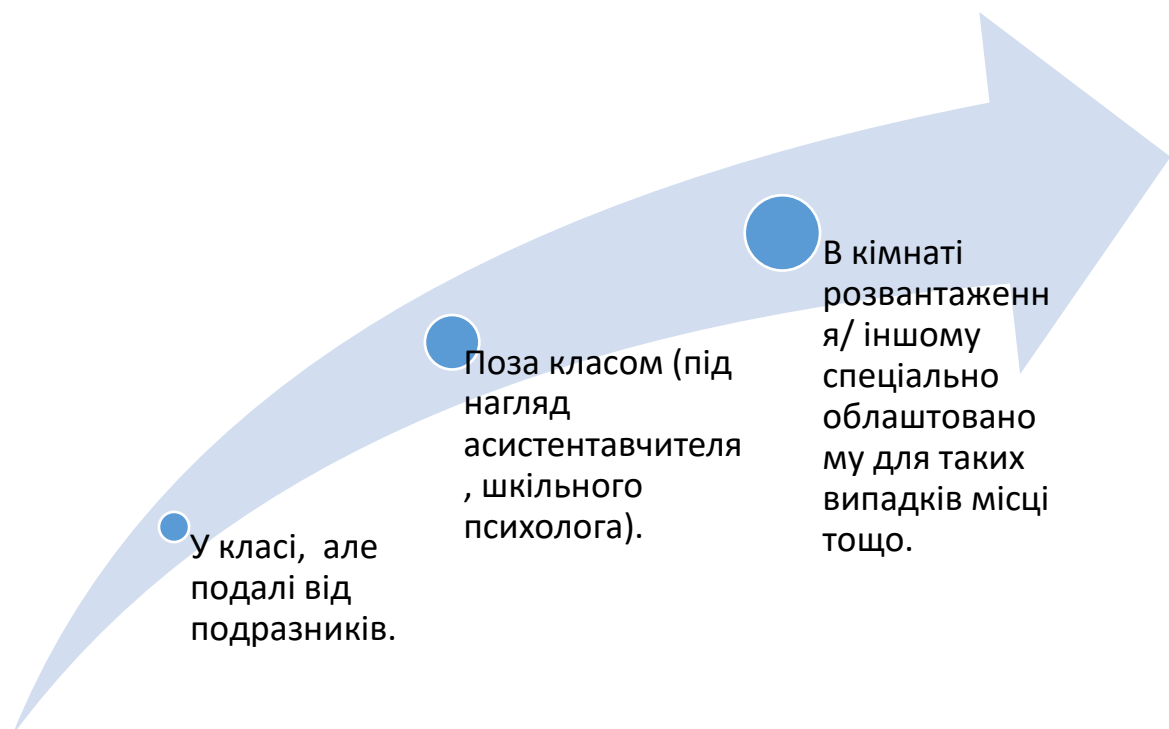 У класі, але
подалі від
подразників.
Поза класом (під
нагляд
асистентавчителя
, шкільного
психолога).
В кімнаті
розвантаженн
я/ іншому
спеціально
облаштовано
му для таких
випадків місці
тощо.